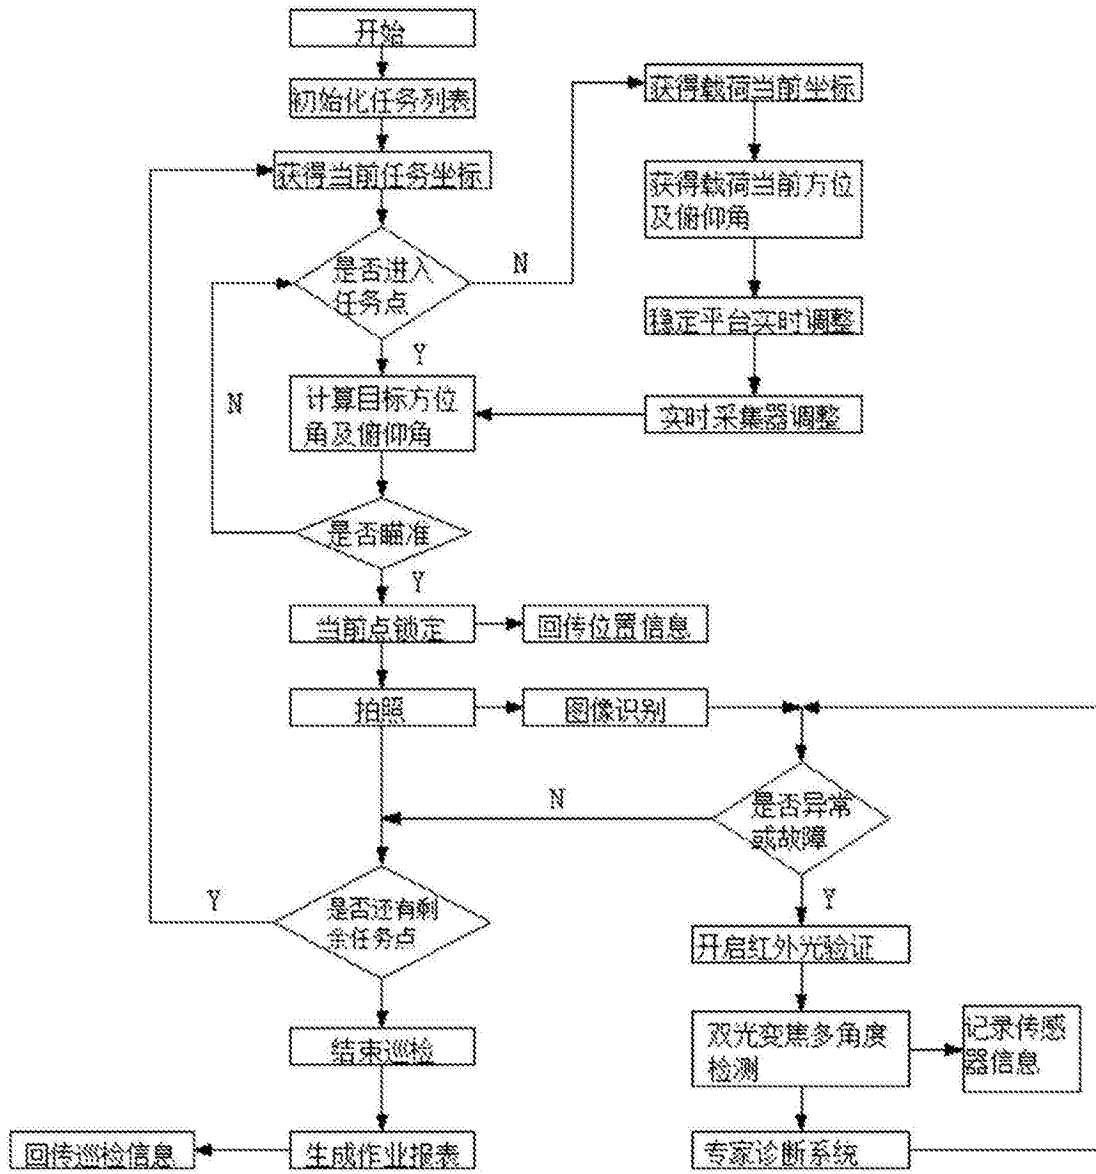 开始
初始化任务列表
获得当前任务坐标
是否进入
任务点
N
Y
获得载荷当前坐标
获得载荷当前方位
及俯仰角
稳定平台实时调整
实时采集器调整
计算目标方位
角及俯仰角
N
是否瞄准
Y
当前点锁定
回传位置信息
拍照
图像识别
是否异常
或故障
N
Y
是否还有剩
余任务点
Y
开启红外光验证
双光变焦多角度
检测
记录传感
器信息
专家诊断系统
结束巡检
生成作业报表
回传巡检信息